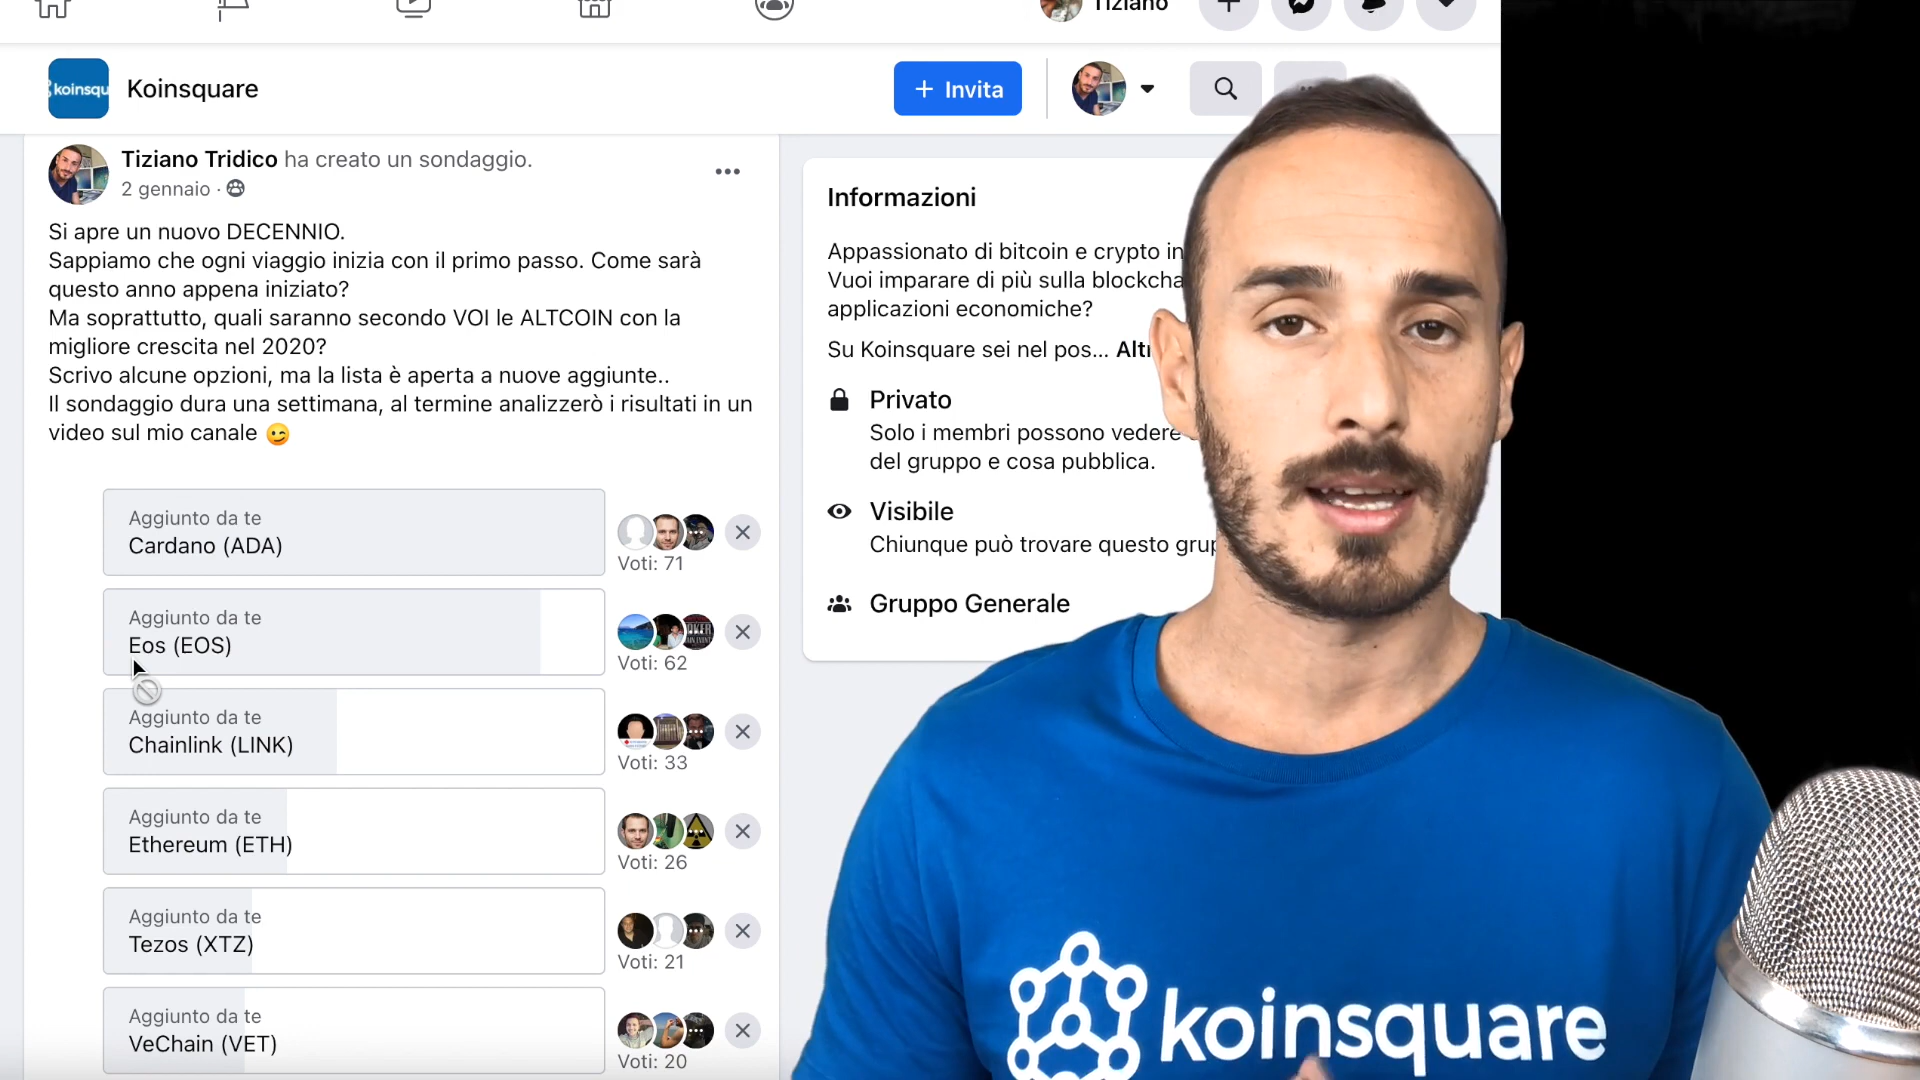 Tiziano
koinsqu
Koinsquare
+ Invita
Tiziano Tridico ha creato un sondaggio.
2 gennaio ·
Si apre un nuovo DECENNIO.
Sappiamo che ogni viaggio inizia con il primo passo. Come sarà
questo anno appena iniziato?
Ma soprattutto, quali saranno secondo VOI le ALTCOIN con la
migliore crescita nel 2020?
Scrivo alcune opzioni, ma la lista è aperta a nuove aggiunte..
Il sondaggio dura una settimana, al termine analizzerò i risultati in un
video sul mio canale 😉
Aggiunto da te
Cardano (ADA)
Voti: 71
Aggiunto da te
Eos (EOS)
Voti: 62
Aggiunto da te
Chainlink (LINK)
Voti: 33
Aggiunto da te
Ethereum (ETH)
Voti: 26
Aggiunto da te
Tezos (XTZ)
Voti: 21
Aggiunto da te
VeChain (VET)
Voti: 20
Informazioni
Appassionato di bitcoin e crypto in
Vuoi imparare di più sulla blockcha
applicazioni economiche?
Su Koinsquare sei nel pos... Altr
Privato
Solo i membri possono vedere
del gruppo e cosa pubblica.
Visibile
Chiunque può trovare questo grup
Gruppo Generale
koinsquare